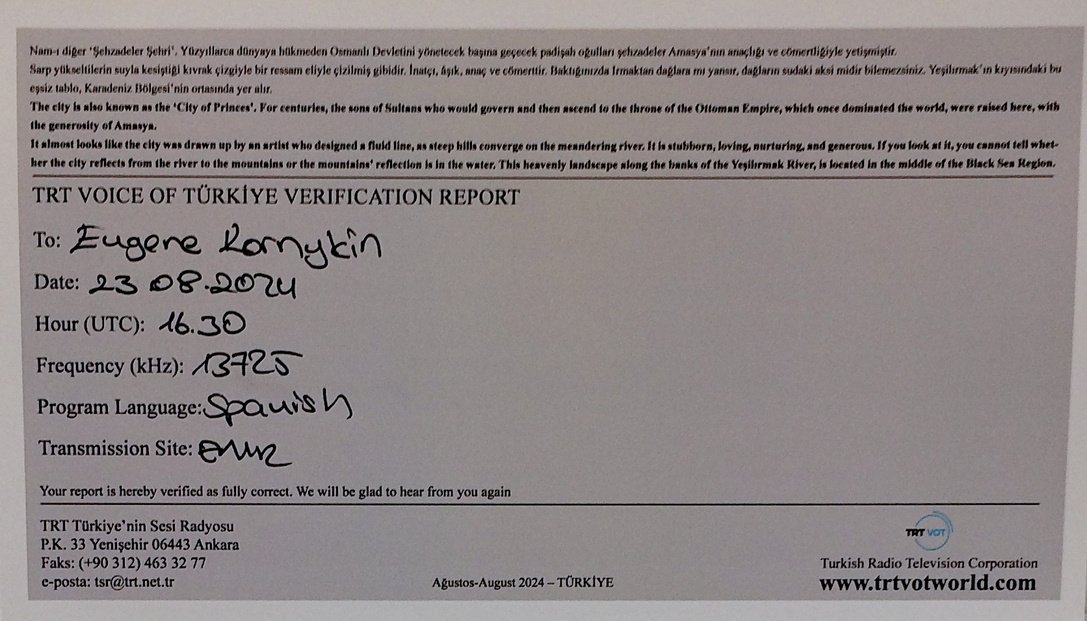 Nam-ı diğer 'Şehzadeler Şehri'. Yüzyıllarca dünyaya hükmeden Osmanlı Devletini yönetecek başına geçecek padişah oğulları şehzadeler Amasya'nın anaçlığı ve cömertliğiyle yetişmiştir.
Sarp yükseltilerin suyla kesiştiği kıvrak çizgiyle bir ressam eliyle çizilmiş gibidir. İnatçı, âşık, anaç ve cömerttir. Baktığınızda Irmaktan dağlara mı yansır, dağların sudaki aksi midir bilemezsiniz. Yeşilırmak'ın kıyısındaki bu
eşsiz tablo, Karadeniz Bölgesi'nin ortasında yer alır.
The city is also known as the 'City of Princes'. For centuries, the sons of Sultans who would govern and then ascend to the throne of the Ottoman Empire, which once dominated the world, were raised here, with
the generosity of Amasya.
It almost looks like the city was drawn up by an artist who designed a fluid line, as steep hills converge on the meandering river. It is stubborn, loving, nurturing, and generous. If you look at it, you cannot tell whet-
her the city reflects from the river to the mountains or the mountains' reflection is in the water. This heavenly landscape along the banks of the Yeşilırmak River, is located in the middle of the Black Sea Region.
TRT VOICE OF TÜRKİYE VERIFICATION REPORT
To: Eugene Kornykin
Date: 23 08.2024
Hour (UTC): 16.30
Frequency (kHz): 13725
Program Language: Spanish
Transmission Site: EMR
Your report is hereby verified as fully correct. We will be glad to hear from you again
TRT Türkiye'nin Sesi Radyosu
P.K. 33 Yenişehir 06443 Ankara
Faks: (+90 312) 463 32 77
e-posta: tsr@trt.net.tr
Ağustos-August 2024 – TÜRKİYE
TRT VOT
Turkish Radio Television Corporation
www.trtvotworld.com